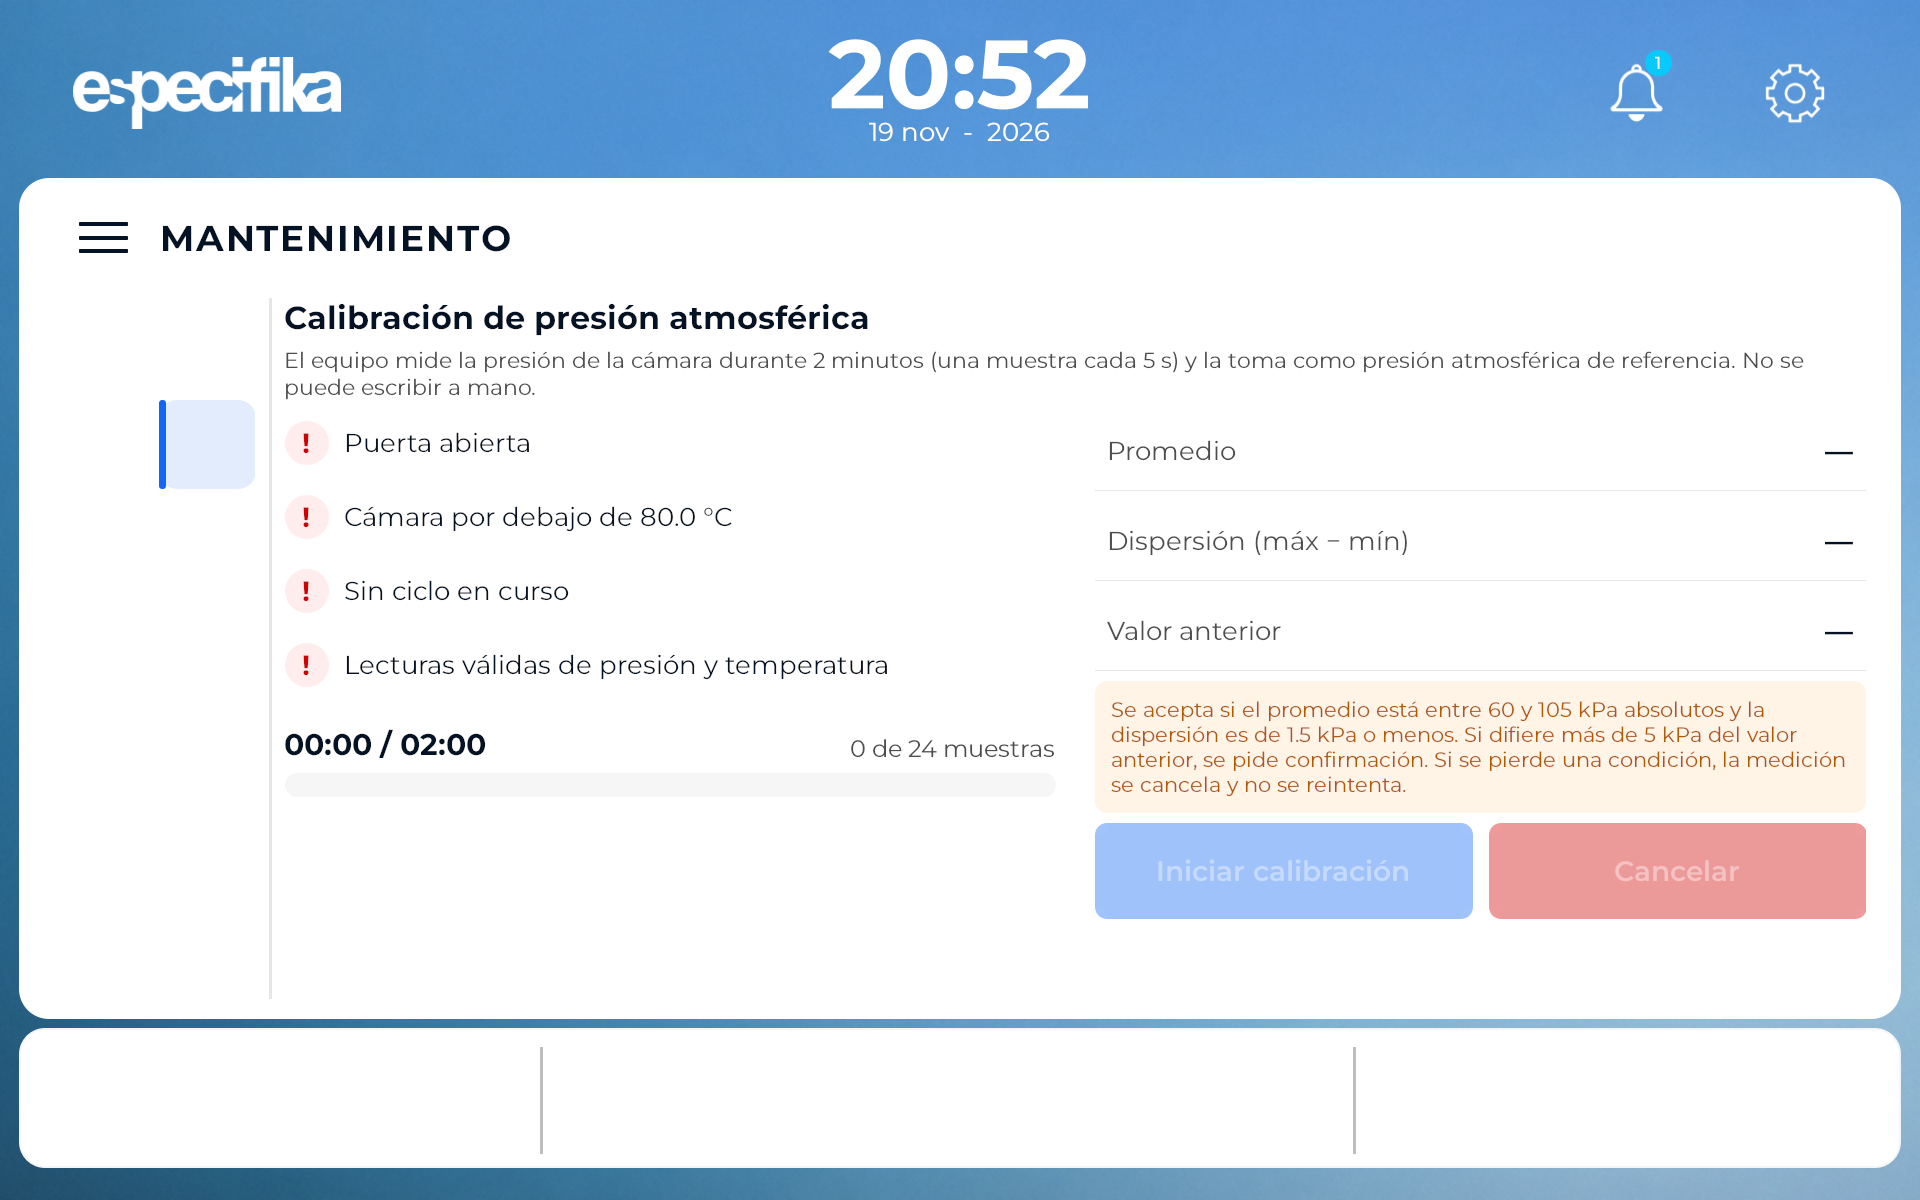 especifika
20:52
19 nov - 2026
1
MANTENIMIENTO
Calibración de presión atmosférica
El equipo mide la presión de la cámara durante 2 minutos (una muestra cada 5 s) y la toma como presión atmosférica de referencia. No se
puede escribir a mano.
! Puerta abierta
! Cámara por debajo de 80.0 °C
! Sin ciclo en curso
! Lecturas válidas de presión y temperatura
00:00 / 02:00
0 de 24 muestras
Promedio —
Dispersión (máx − mín) —
Valor anterior —
Se acepta si el promedio está entre 60 y 105 kPa absolutos y la
dispersión es de 1.5 kPa o menos. Si difiere más de 5 kPa del valor
anterior, se pide confirmación. Si se pierde una condición, la medición
se cancela y no se reintenta.
Iniciar calibración
Cancelar